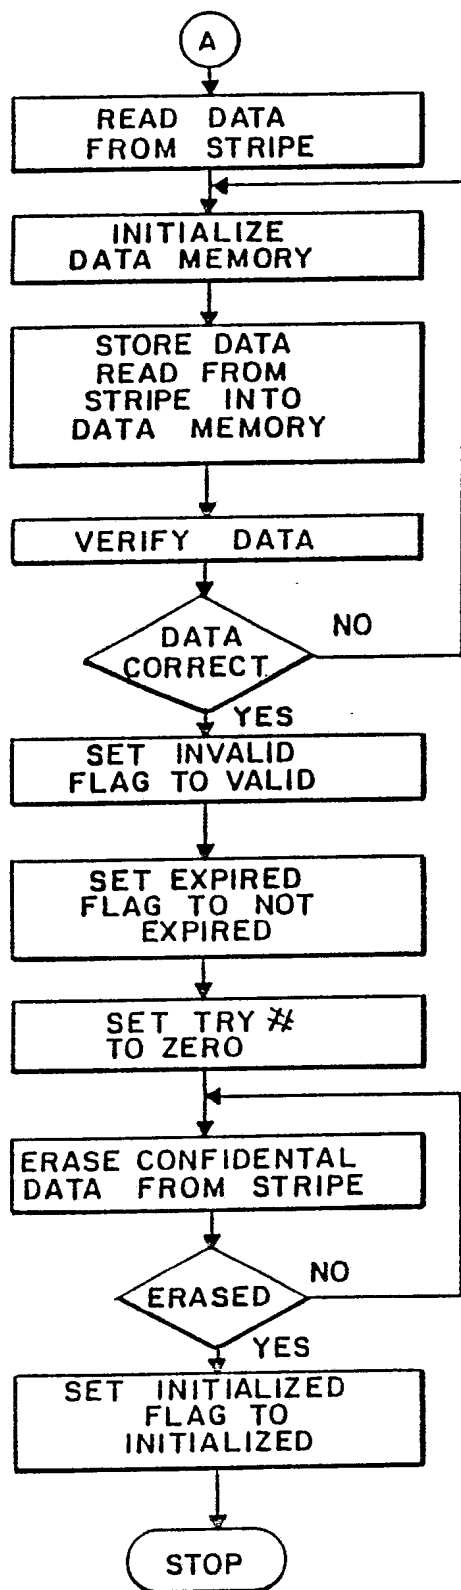 A
READ DATA
FROM STRIPE
INITIALIZE
DATA MEMORY
STORE DATA
READ FROM
STRIPE INTO
DATA MEMORY
VERIFY DATA
DATA
CORRECT
NO
YES
SET INVALID
FLAG TO VALID
SET EXPIRED
FLAG TO NOT
EXPIRED
SET TRY #
TO ZERO
ERASE CONFIDENTAL
DATA FROM STRIPE
ERASED
NO
YES
SET INITIALIZED
FLAG TO
INITIALIZED
STOP